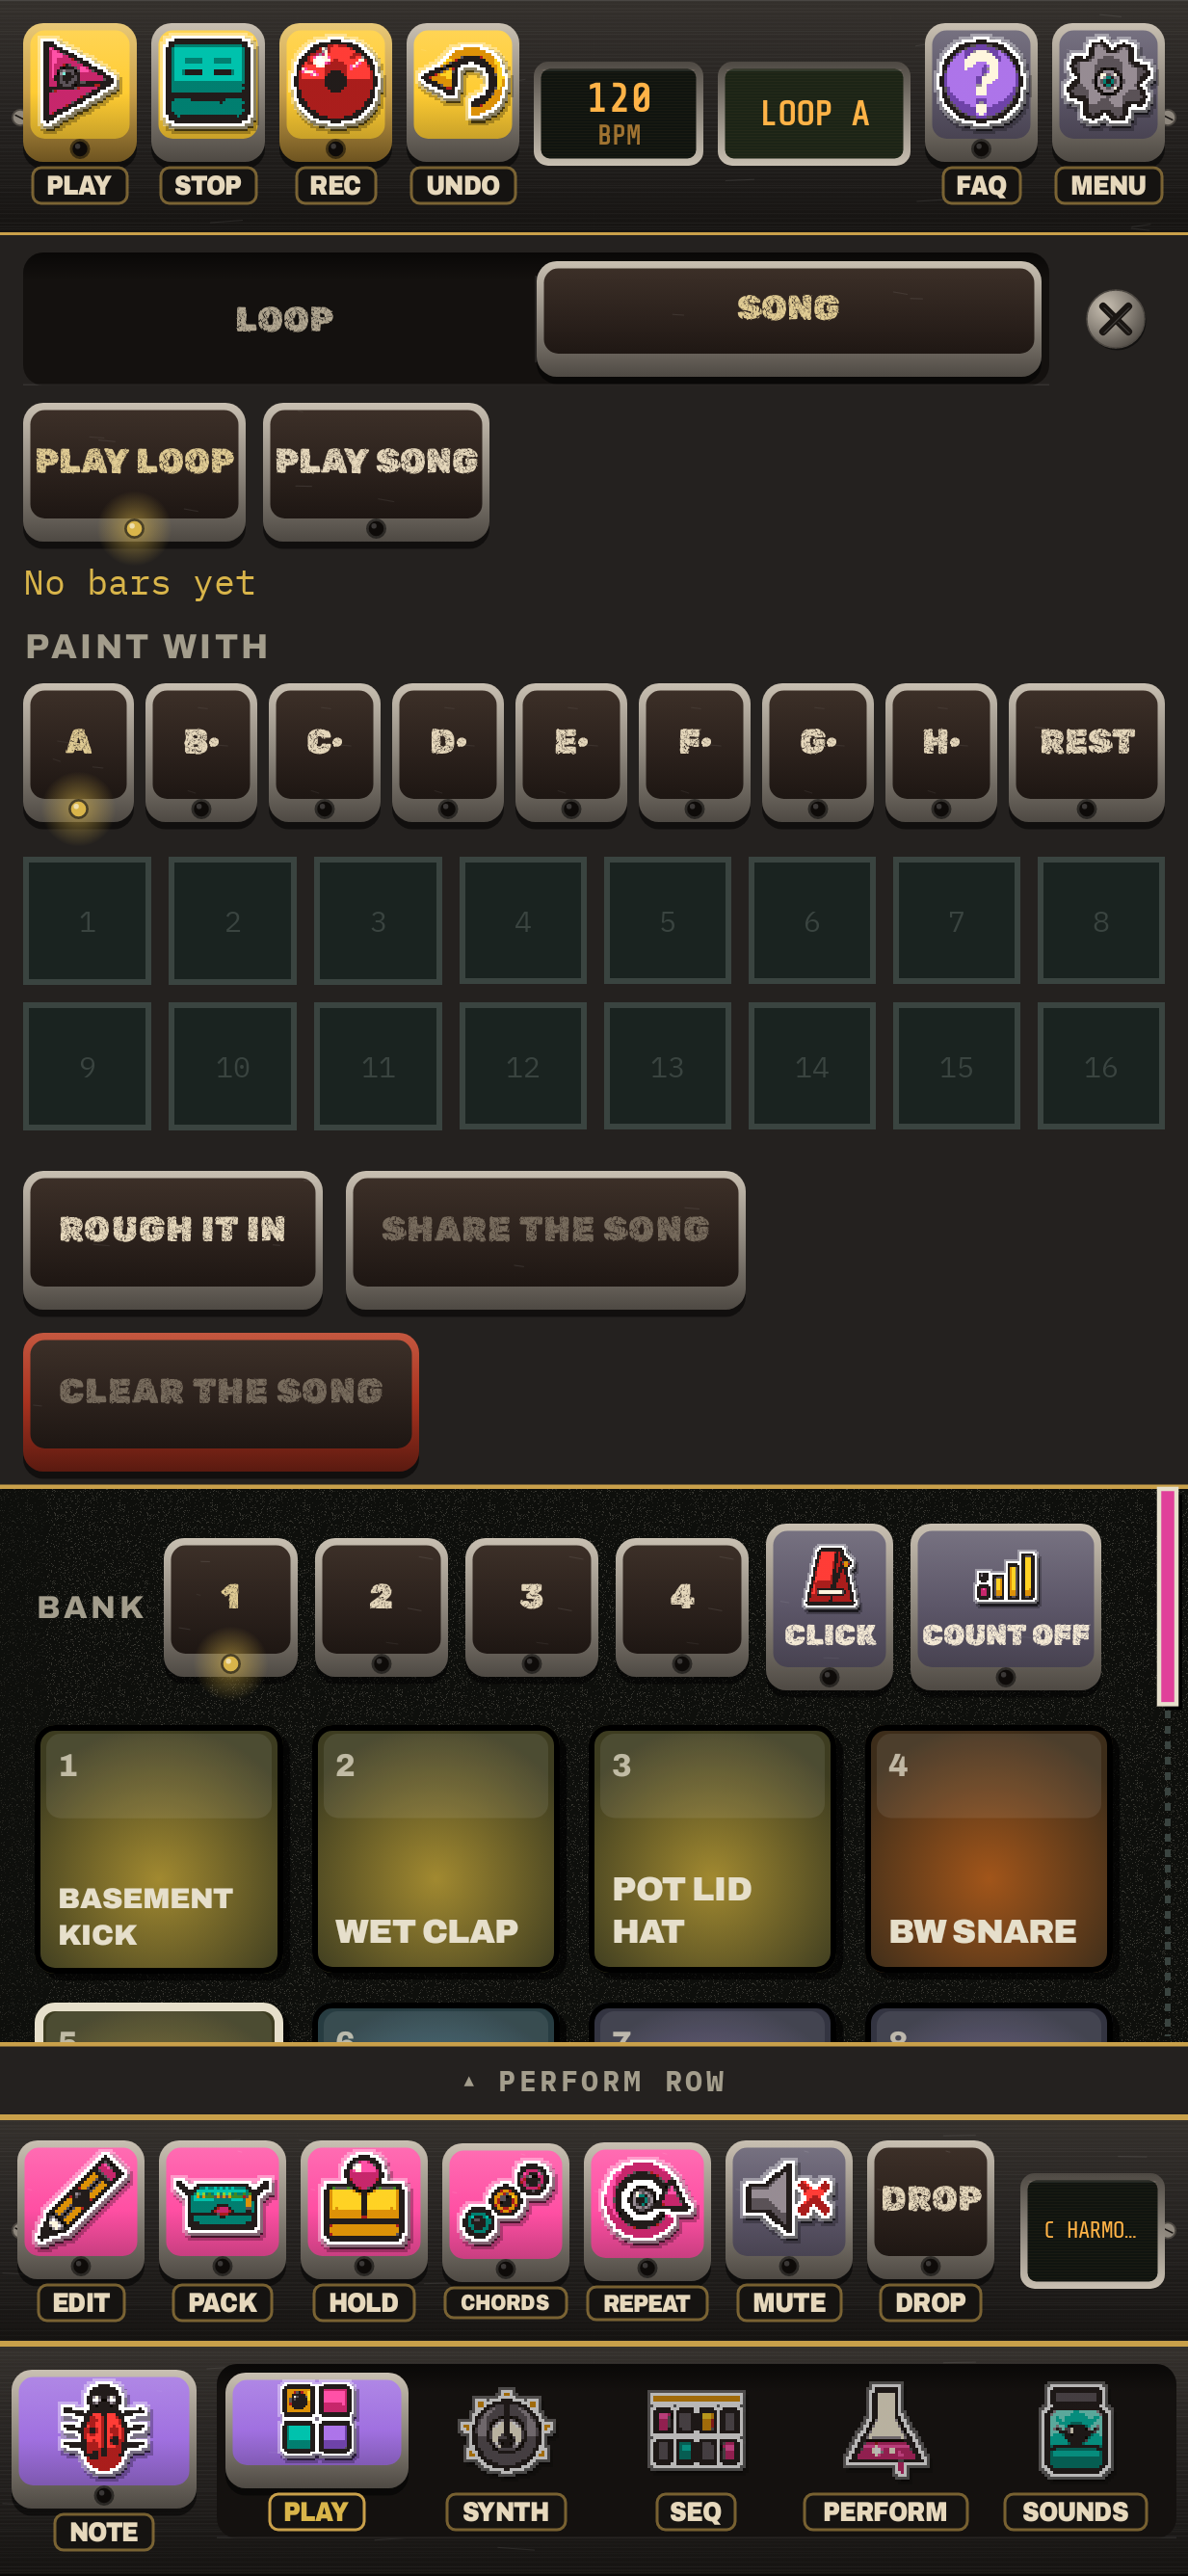 120
BPM
LOOP A
PLAY STOP REC UNDO FAQ MENU
LOOP SONG
PLAY LOOP PLAY SONG
No bars yet
PAINT WITH
A B• C• D• E• F• G• H• REST
1 2 3 4 5 6 7 8
9 10 11 12 13 14 15 16
ROUGH IT IN SHARE THE SONG
CLEAR THE SONG
BANK 1 2 3 4 CLICK COUNT OFF
1 2 3 4
BASEMENT
KICK
WET CLAP
POT LID
HAT
BW SNARE
5 6 7 8
▲ PERFORM ROW
DROP
C HARMO…
EDIT PACK HOLD CHORDS REPEAT MUTE DROP
NOTE PLAY SYNTH SEQ PERFORM SOUNDS